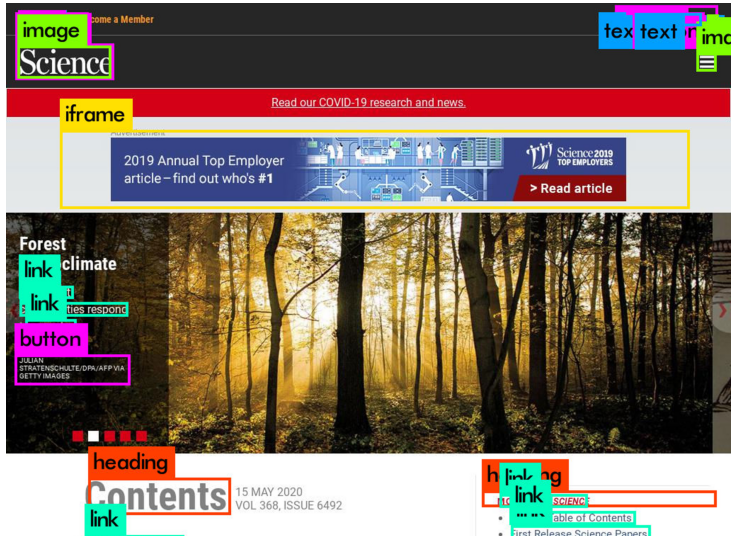 image
come a Member
tex
text
ima
Science
Read our COVID-19 research and news.
iframe
Advertisement
2019 Annual Top Employer
article – find out who's #1
Science 2019
TOP EMPLOYERS
> Read article
Forest
climate
link
link
ties respond
button
JULIAN
STRATENSCHULTE/DPA/AFP VIA
GETTY IMAGES
heading
Contents
15 MAY 2020
VOL 368, ISSUE 6492
link
link
link
SCIENCE
able of Contents
First Release Science Papers